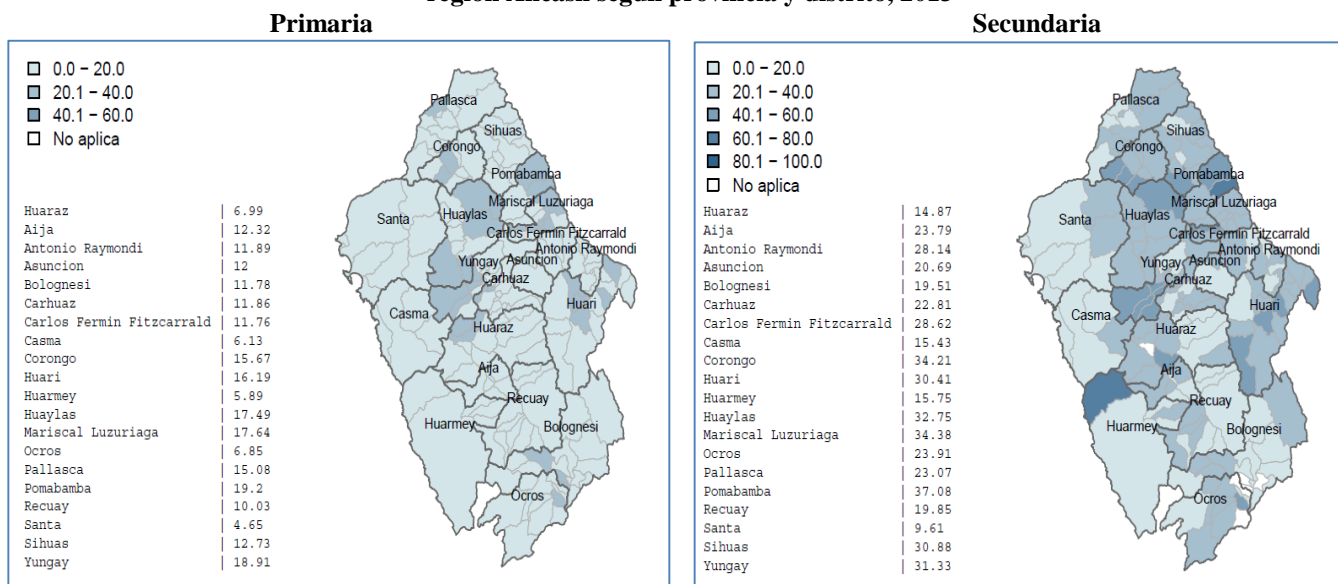 región Áncash según provincia y distrito,
Primaria
0.0 – 20.0
20.1 – 40.0
40.1 – 60.0
No aplica
Huaraz | 6.99
Aija | 12.32
Antonio Raymondi | 11.89
Asuncion | 12
Bolognesi | 11.78
Carhuaz | 11.86
Carlos Fermin Fitzcarrald | 11.76
Casma | 6.13
Corongo | 15.67
Huari | 16.19
Huarmey | 5.89
Huaylas | 17.49
Mariscal Luzuriaga | 17.64
Ocros | 6.85
Pallasca | 15.08
Pomabamba | 19.2
Recuay | 10.03
Santa | 4.65
Sihuas | 12.73
Yungay | 18.91
Pallasca
Sihuas
Corongo
Pomabamba
Mariscal Luzuriaga
Santa
Huaylas
Carlos Fermin Fitzcarrald
Antonio Raymondi
Yungay
Asuncion
Carhuaz
Huari
Casma
Huaraz
Aija
Recuay
Huarmey
Bolognesi
Ocros
Secundaria
0.0 – 20.0
20.1 – 40.0
40.1 – 60.0
60.1 – 80.0
80.1 – 100.0
No aplica
Huaraz | 14.87
Aija | 23.79
Antonio Raymondi | 28.14
Asuncion | 20.69
Bolognesi | 19.51
Carhuaz | 22.81
Carlos Fermin Fitzcarrald | 28.62
Casma | 15.43
Corongo | 34.21
Huari | 30.41
Huarmey | 15.75
Huaylas | 32.75
Mariscal Luzuriaga | 34.38
Ocros | 23.91
Pallasca | 23.07
Pomabamba | 37.08
Recuay | 19.85
Santa | 9.61
Sihuas | 30.88
Yungay | 31.33
Pallasca
Sihuas
Corongo
Pomabamba
Mariscal Luzuriaga
Santa
Huaylas
Carlos Fermin Fitzcarrald
Antonio Raymondi
Yungay
Asuncion
Carhuaz
Huari
Casma
Huaraz
Aija
Recuay
Huarmey
Bolognesi
Ocros